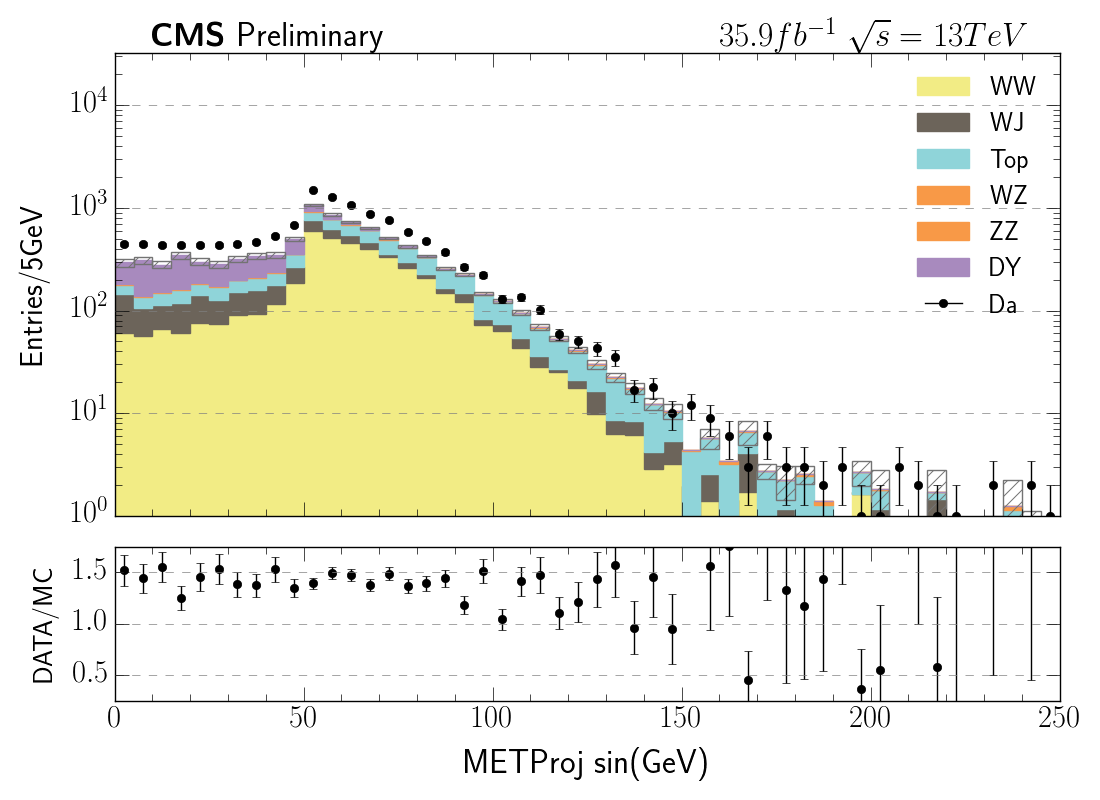 CMS Preliminary 35.9fb⁻¹ √s = 13TeV
Entries/5GeV
10⁴
10³
10²
10¹
10⁰
WW
WJ
Top
WZ
ZZ
DY
Da
DATA/MC
1.5
1.0
0.5
0 50 100 150 200 250
METProj sin(GeV)